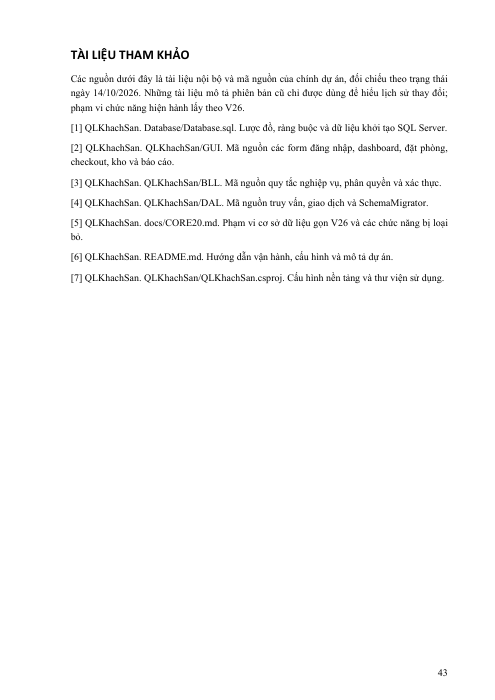 TÀI LIỆU THAM KHẢO
Các nguồn dưới đây là tài liệu nội bộ và mã nguồn của chính dự án, đối chiếu theo trạng thái
ngày 14/10/2026. Những tài liệu mô tả phiên bản cũ chỉ được dùng để hiểu lịch sử thay đổi;
phạm vi chức năng hiện hành lấy theo V26.
[1] QLKhachSan. Database/Database.sql. Lược đồ, ràng buộc và dữ liệu khởi tạo SQL Server.
[2] QLKhachSan. QLKhachSan/GUI. Mã nguồn các form đăng nhập, dashboard, đặt phòng,
checkout, kho và báo cáo.
[3] QLKhachSan. QLKhachSan/BLL. Mã nguồn quy tắc nghiệp vụ, phân quyền và xác thực.
[4] QLKhachSan. QLKhachSan/DAL. Mã nguồn truy vấn, giao dịch và SchemaMigrator.
[5] QLKhachSan. docs/CORE20.md. Phạm vi cơ sở dữ liệu gọn V26 và các chức năng bị loại
bỏ.
[6] QLKhachSan. README.md. Hướng dẫn vận hành, cấu hình và mô tả dự án.
[7] QLKhachSan. QLKhachSan/QLKhachSan.csproj. Cấu hình nền tảng và thư viện sử dụng.
43